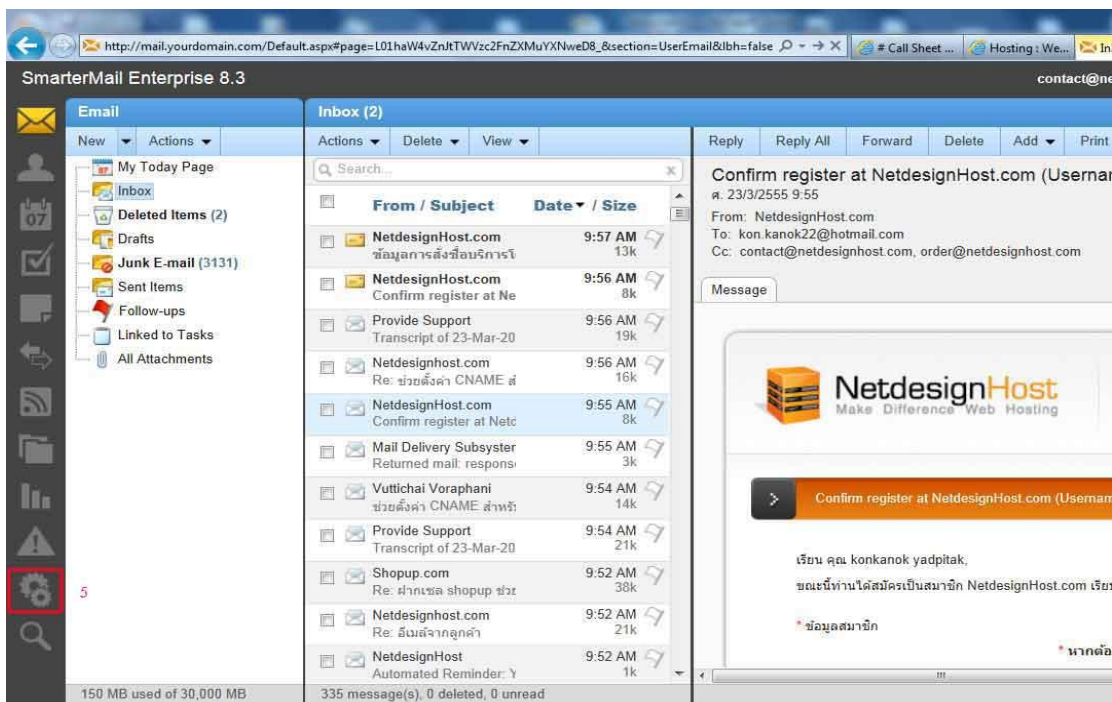 http://mail.yourdomain.com/Default.aspx#page=L01haW4vZnJtTWVzc2FnZXMuYXNweD8_&section=UserEmail&lbh=false
# Call Sheet ...
Hosting : We...
In
SmarterMail Enterprise 8.3
contact@ne
Email
Inbox (2)
New
Actions
Actions
Delete
View
Reply
Reply All
Forward
Delete
Add
Print
My Today Page
Inbox
Deleted Items (2)
Drafts
Junk E-mail (3131)
Sent Items
Follow-ups
Linked to Tasks
All Attachments
07
5
Search...
x
From / Subject Date / Size
NetdesignHost.com 9:57 AM
ข้อมูลการสั่งซื้อบริการโ 13k
NetdesignHost.com 9:56 AM
Confirm register at Ne 8k
Provide Support 9:56 AM
Transcript of 23-Mar-20 19k
Netdesignhost.com 9:56 AM
Re: ช่วยตั้งค่า CNAME ส่ 16k
NetdesignHost.com 9:55 AM
Confirm register at Netd 8k
Mail Delivery Subsyster 9:55 AM
Returned mail: respons 3k
Vuttichai Voraphani 9:54 AM
ช่วยตั้งค่า CNAME สำหรั 14k
Provide Support 9:54 AM
Transcript of 23-Mar-20 21k
Shopup.com 9:52 AM
Re: ฝากเซล shopup ช่วย 38k
Netdesignhost.com 9:52 AM
Re: อีเมล์จากลูกค้า 21k
NetdesignHost 9:52 AM
Automated Reminder: Y 1k
Confirm register at NetdesignHost.com (Usernar
ศ. 23/3/2555 9:55
From: NetdesignHost.com
To: kon.kanok22@hotmail.com
Cc: contact@netdesignhost.com, order@netdesignhost.com
Message
NetdesignHost
Make Difference Web Hosting
Confirm register at NetdesignHost.com (Usernam
เรียน คุณ konkanok yadpitak,
ขณะนี้ท่านได้สมัครเป็นสมาชิก NetdesignHost.com เรีย
* ข้อมูลสมาชิก
* หากต้อ
150 MB used of 30,000 MB
335 message(s), 0 deleted, 0 unread